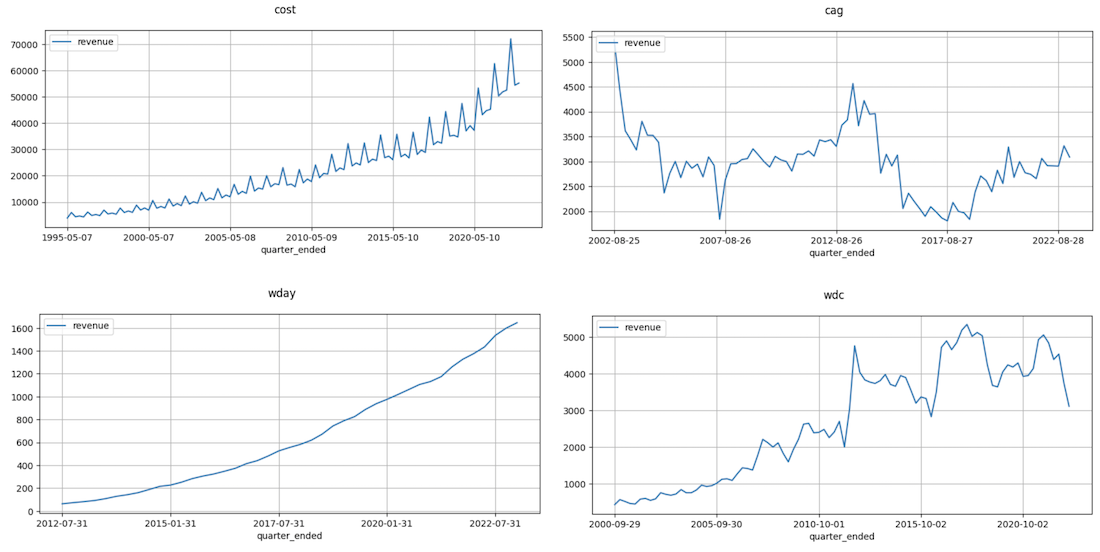 cost
revenue
70000
60000
50000
40000
30000
20000
10000
1995-05-07 2000-05-07 2005-05-08 2010-05-09 2015-05-10 2020-05-10
quarter_ended
cag
revenue
5500
5000
4500
4000
3500
3000
2500
2000
2002-08-25 2007-08-26 2012-08-26 2017-08-27 2022-08-28
quarter_ended
wday
revenue
1600
1400
1200
1000
800
600
400
200
0
2012-07-31 2015-01-31 2017-07-31 2020-01-31 2022-07-31
quarter_ended
wdc
revenue
5000
4000
3000
2000
1000
2000-09-29 2005-09-30 2010-10-01 2015-10-02 2020-10-02
quarter_ended